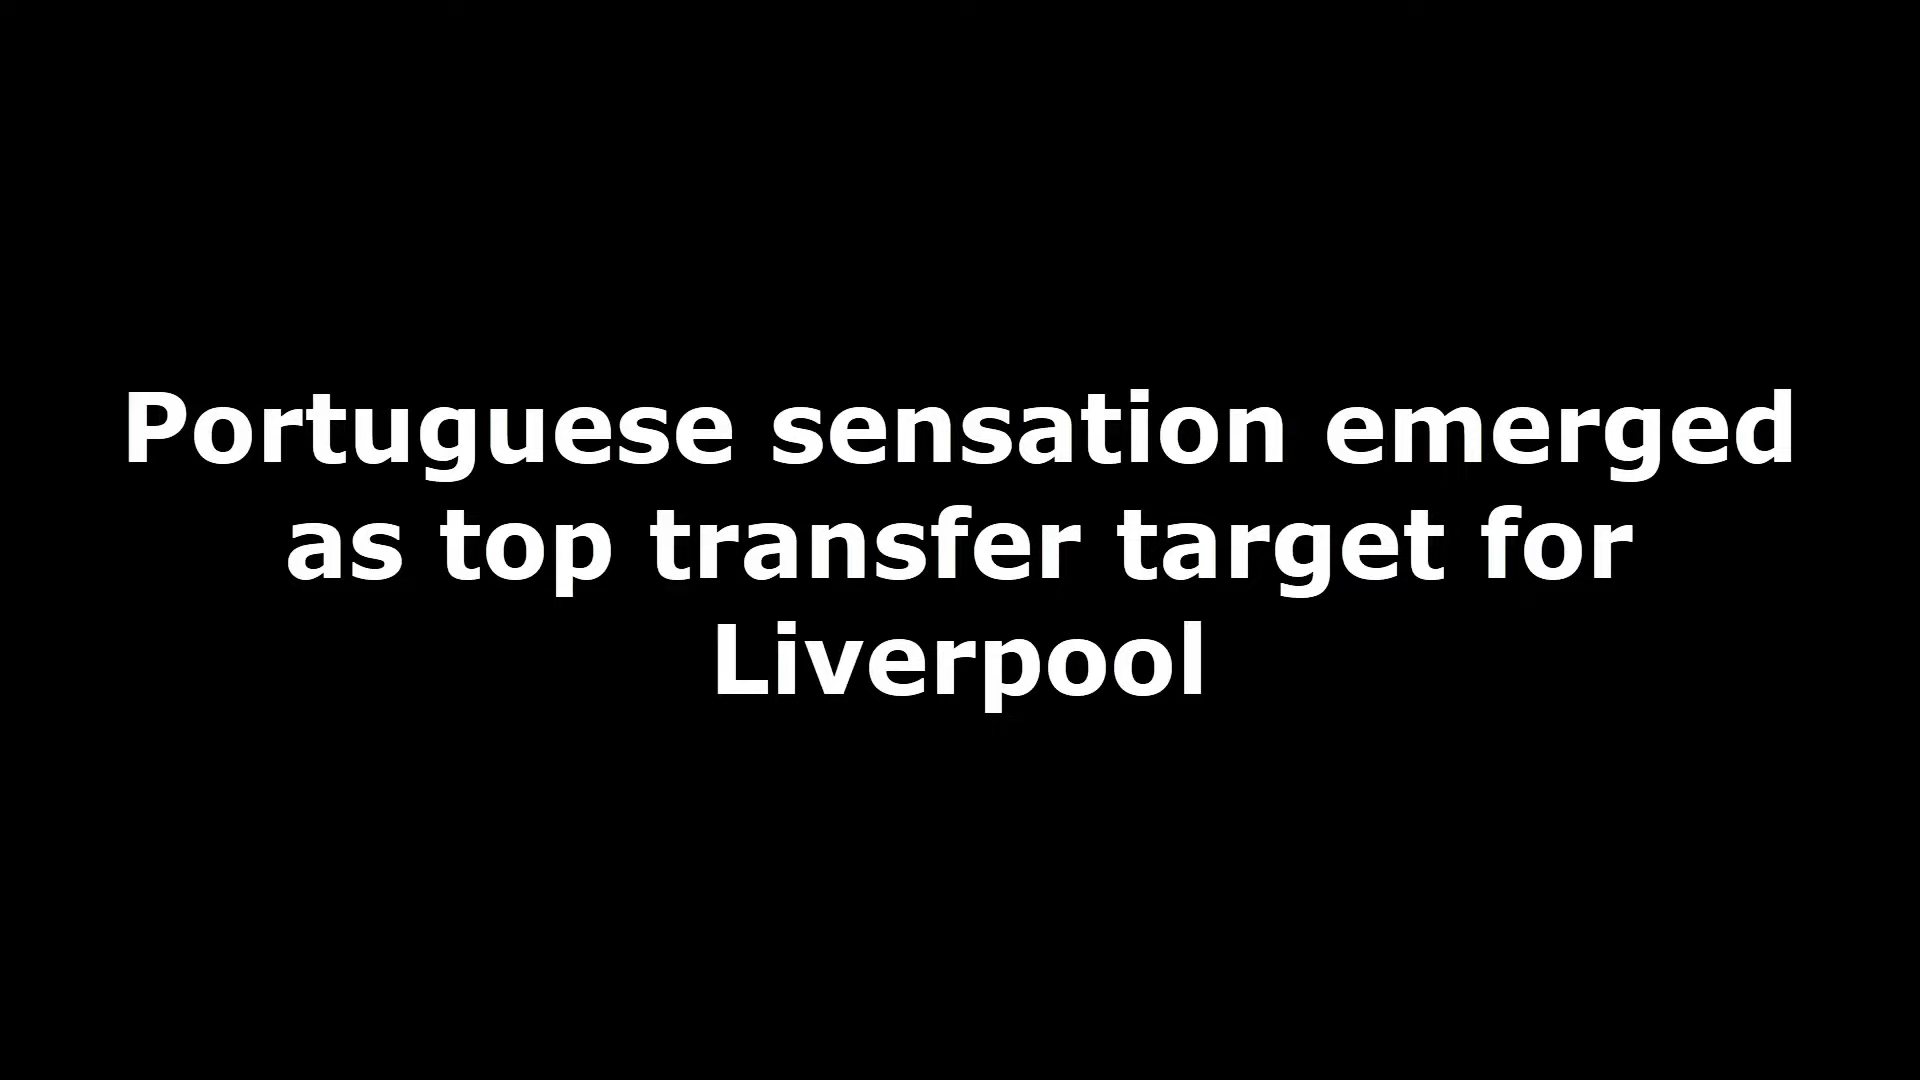 Portuguese sensation emerged
as top transfer target for
Liverpool